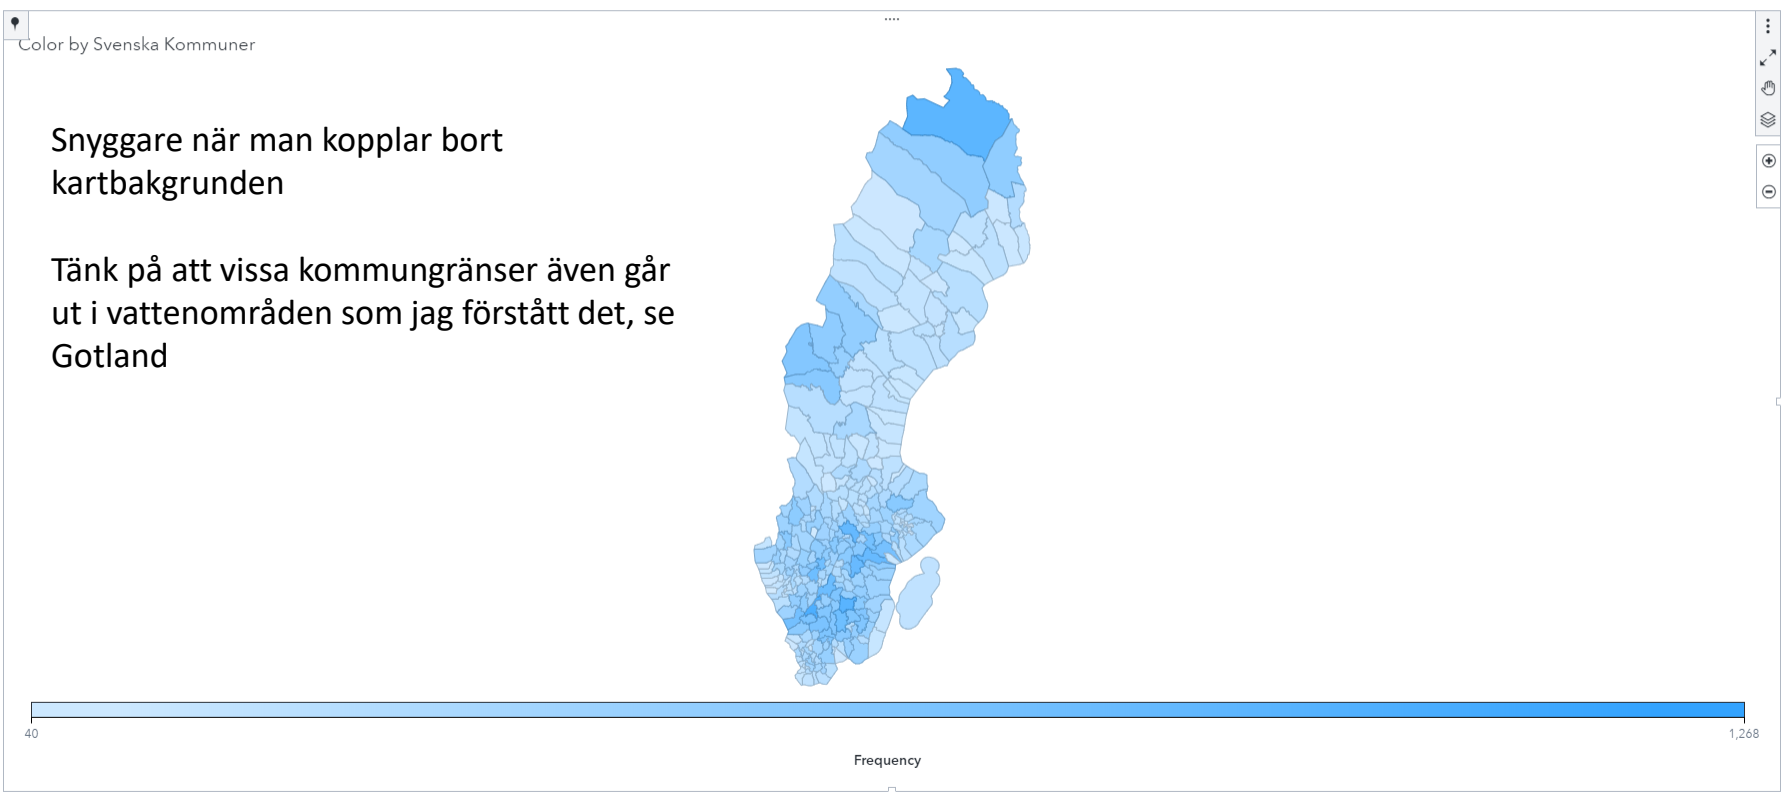 Color by Svenska Kommuner
Snyggare när man kopplar bort
kartbakgrunden
Tänk på att vissa kommungränser även går
ut i vattenområden som jag förstått det, se
Gotland
40
1,268
Frequency